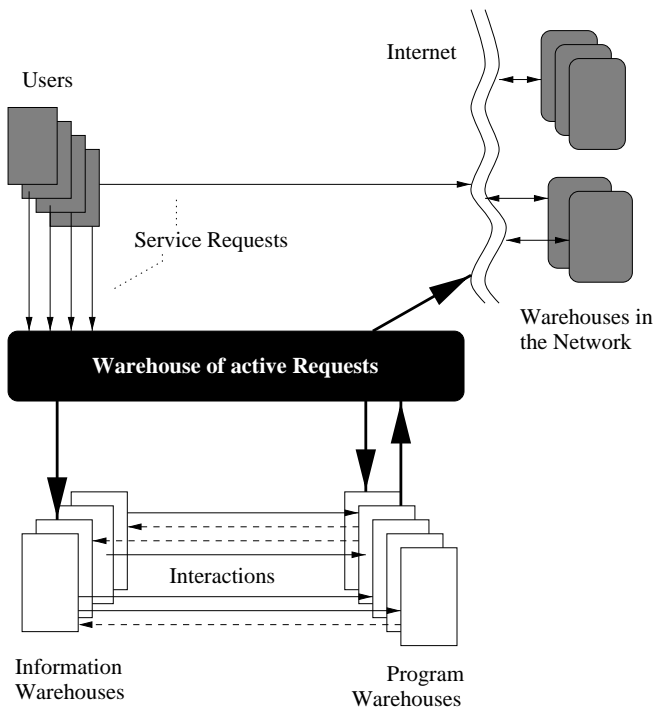 Internet
Users
Service Requests
Warehouses in
the Network
Warehouse of active Requests
Interactions
Information
Warehouses
Program
Warehouses